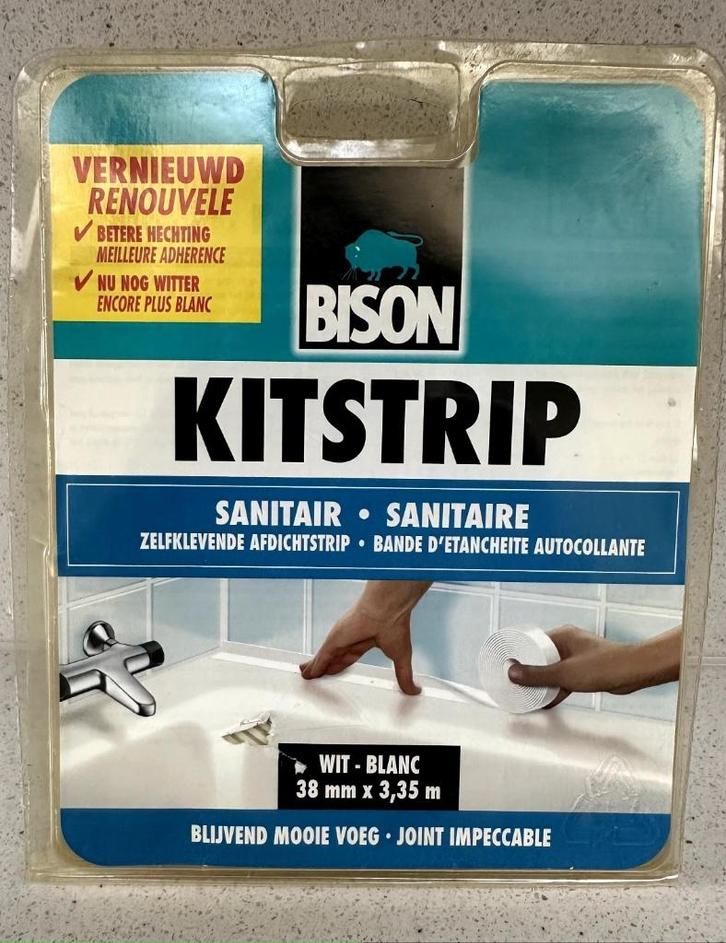 VERNIEUWD
RENOUVELE
✓ BETERE HECHTING
MEILLEURE ADHERENCE
✓ NU NOG WITTER
ENCORE PLUS BLANC
BISON
KITSTRIP
SANITAIR • SANITAIRE
ZELFKLEVENDE AFDICHTSTRIP • BANDE D'ETANCHEITE AUTOCOLLANTE
WIT - BLANC
38 mm x 3,35 m
BLIJVEND MOOIE VOEG • JOINT IMPECCABLE